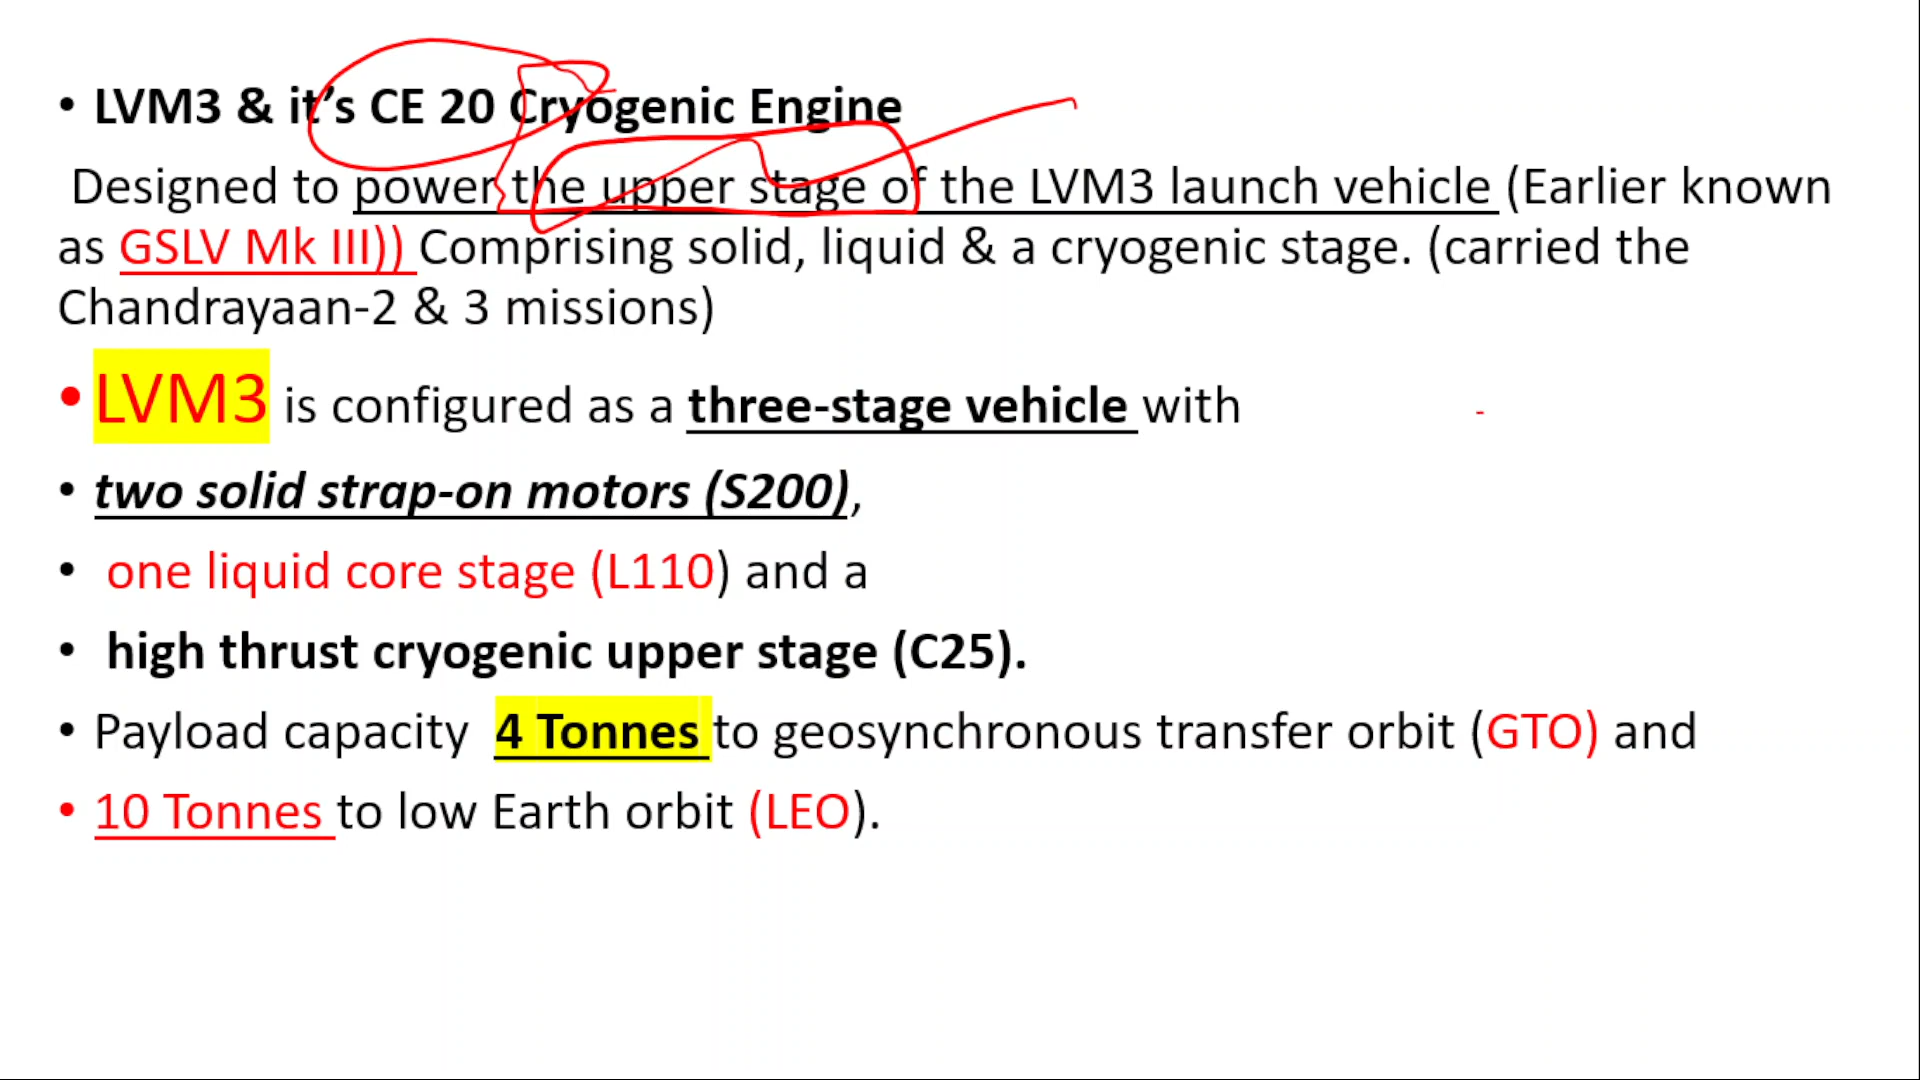 • LVM3 & it's CE 20 Cryogenic Engine
Designed to power the upper stage of the LVM3 launch vehicle (Earlier known
as GSLV Mk III)) Comprising solid, liquid & a cryogenic stage. (carried the
Chandrayaan-2 & 3 missions)
• LVM3 is configured as a three-stage vehicle with
• two solid strap-on motors (S200),
• one liquid core stage (L110) and a
• high thrust cryogenic upper stage (C25).
• Payload capacity 4 Tonnes to geosynchronous transfer orbit (GTO) and
• 10 Tonnes to low Earth orbit (LEO).